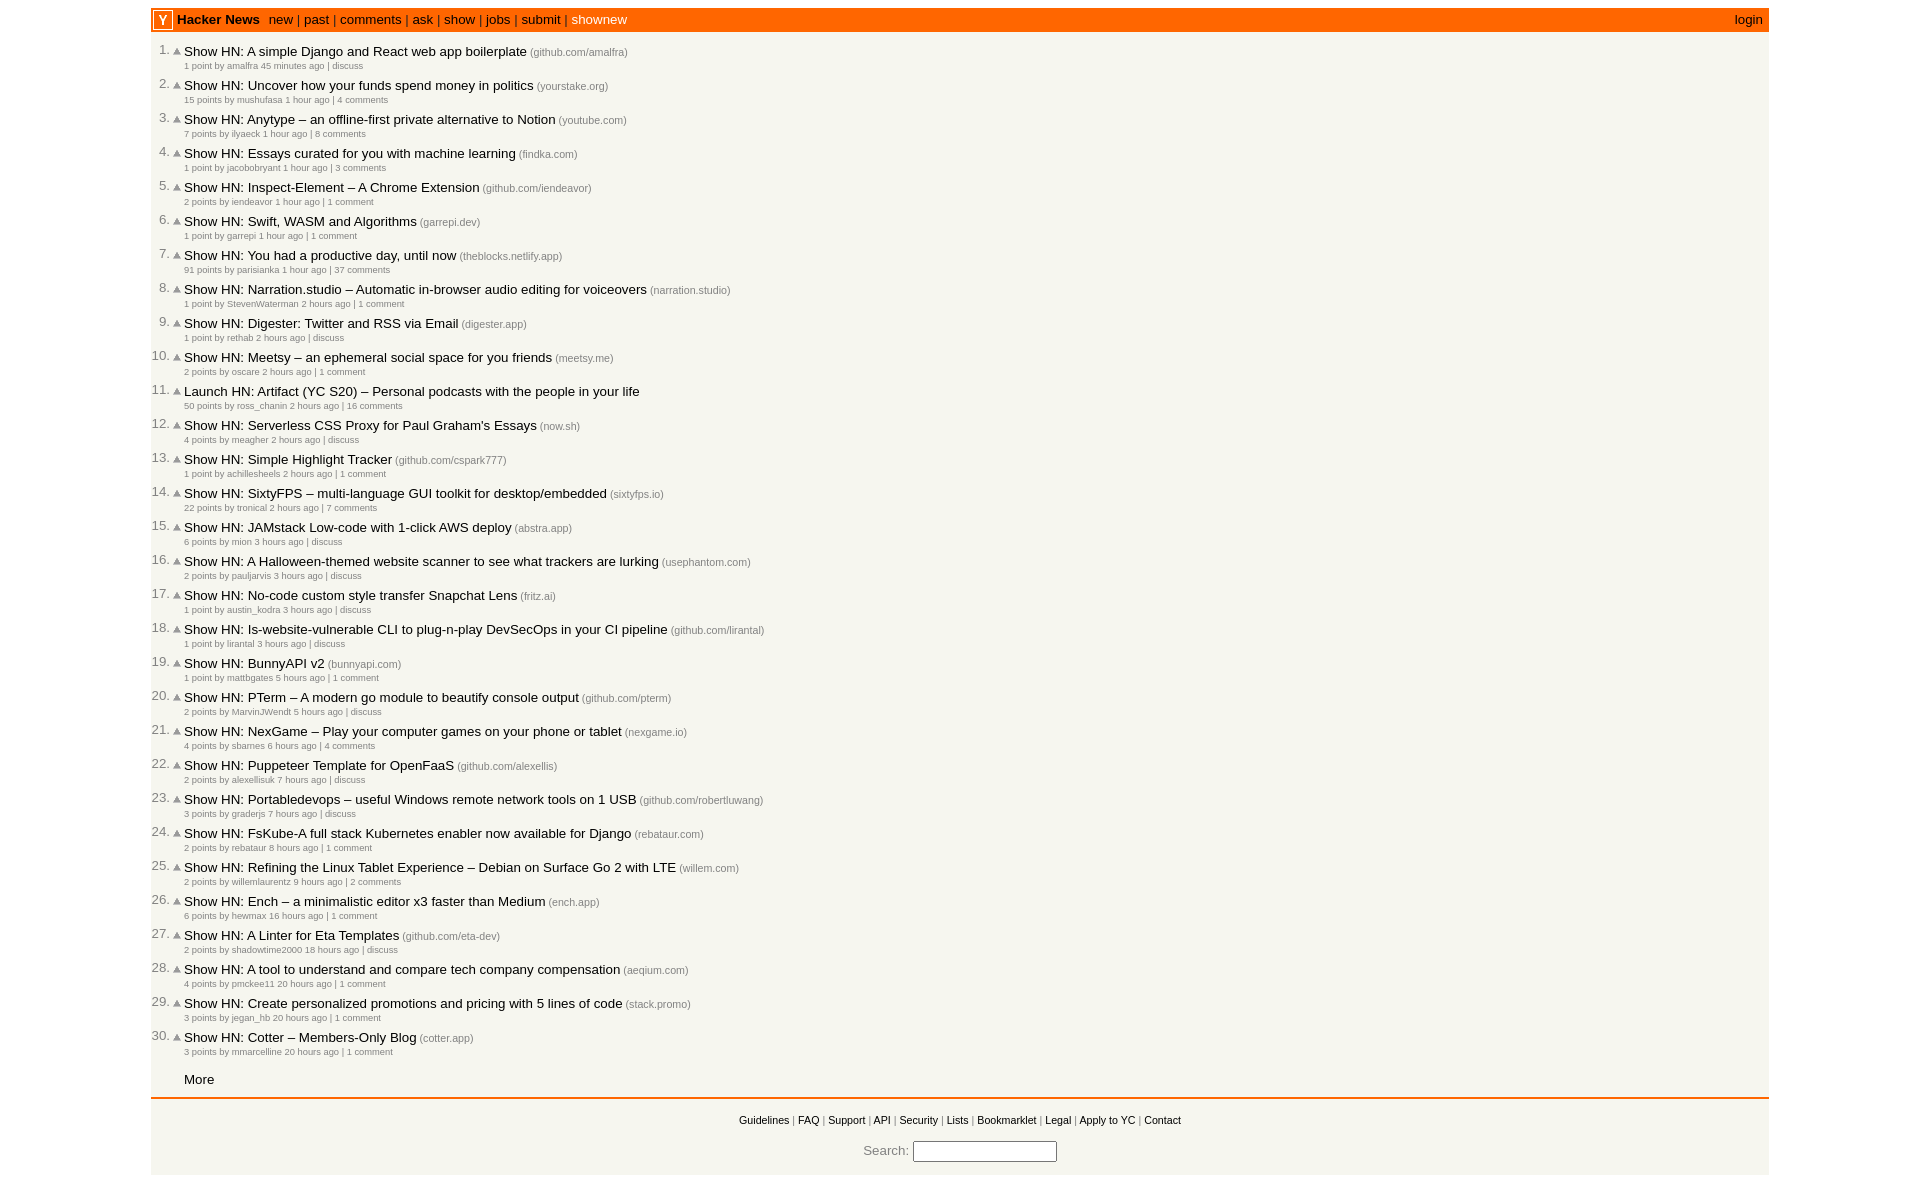 Y Hacker News new | past | comments | ask | show | jobs | submit | shownew login
1. Show HN: A simple Django and React web app boilerplate (github.com/amalfra)
1 point by amalfra 45 minutes ago | discuss
2. Show HN: Uncover how your funds spend money in politics (yourstake.org)
15 points by mushufasa 1 hour ago | 4 comments
3. Show HN: Anytype – an offline-first private alternative to Notion (youtube.com)
7 points by ilyaeck 1 hour ago | 8 comments
4. Show HN: Essays curated for you with machine learning (findka.com)
1 point by jacobobryant 1 hour ago | 3 comments
5. Show HN: Inspect-Element – A Chrome Extension (github.com/iendeavor)
2 points by iendeavor 1 hour ago | 1 comment
6. Show HN: Swift, WASM and Algorithms (garrepi.dev)
1 point by garrepi 1 hour ago | 1 comment
7. Show HN: You had a productive day, until now (theblocks.netlify.app)
91 points by parisianka 1 hour ago | 37 comments
8. Show HN: Narration.studio – Automatic in-browser audio editing for voiceovers (narration.studio)
1 point by StevenWaterman 2 hours ago | 1 comment
9. Show HN: Digester: Twitter and RSS via Email (digester.app)
1 point by rethab 2 hours ago | discuss
10. Show HN: Meetsy – an ephemeral social space for you friends (meetsy.me)
2 points by oscare 2 hours ago | 1 comment
11. Launch HN: Artifact (YC S20) – Personal podcasts with the people in your life
50 points by ross_chanin 2 hours ago | 16 comments
12. Show HN: Serverless CSS Proxy for Paul Graham's Essays (now.sh)
4 points by meagher 2 hours ago | discuss
13. Show HN: Simple Highlight Tracker (github.com/cspark777)
1 point by achillesheels 2 hours ago | 1 comment
14. Show HN: SixtyFPS – multi-language GUI toolkit for desktop/embedded (sixtyfps.io)
22 points by tronical 2 hours ago | 7 comments
15. Show HN: JAMstack Low-code with 1-click AWS deploy (abstra.app)
6 points by mion 3 hours ago | discuss
16. Show HN: A Halloween-themed website scanner to see what trackers are lurking (usephantom.com)
2 points by pauljarvis 3 hours ago | discuss
17. Show HN: No-code custom style transfer Snapchat Lens (fritz.ai)
1 point by austin_kodra 3 hours ago | discuss
18. Show HN: Is-website-vulnerable CLI to plug-n-play DevSecOps in your CI pipeline (github.com/lirantal)
1 point by lirantal 3 hours ago | discuss
19. Show HN: BunnyAPI v2 (bunnyapi.com)
1 point by mattbgates 5 hours ago | 1 comment
20. Show HN: PTerm – A modern go module to beautify console output (github.com/pterm)
2 points by MarvinJWendt 5 hours ago | discuss
21. Show HN: NexGame – Play your computer games on your phone or tablet (nexgame.io)
4 points by sbarnes 6 hours ago | 4 comments
22. Show HN: Puppeteer Template for OpenFaaS (github.com/alexellis)
2 points by alexellisuk 7 hours ago | discuss
23. Show HN: Portabledevops – useful Windows remote network tools on 1 USB (github.com/robertluwang)
3 points by graderjs 7 hours ago | discuss
24. Show HN: FsKube-A full stack Kubernetes enabler now available for Django (rebataur.com)
2 points by rebataur 8 hours ago | 1 comment
25. Show HN: Refining the Linux Tablet Experience – Debian on Surface Go 2 with LTE (willem.com)
2 points by willemlaurentz 9 hours ago | 2 comments
26. Show HN: Ench – a minimalistic editor x3 faster than Medium (ench.app)
6 points by hewmax 16 hours ago | 1 comment
27. Show HN: A Linter for Eta Templates (github.com/eta-dev)
2 points by shadowtime2000 18 hours ago | discuss
28. Show HN: A tool to understand and compare tech company compensation (aeqium.com)
4 points by pmckee11 20 hours ago | 1 comment
29. Show HN: Create personalized promotions and pricing with 5 lines of code (stack.promo)
3 points by jegan_hb 20 hours ago | 1 comment
30. Show HN: Cotter – Members-Only Blog (cotter.app)
3 points by mmarcelline 20 hours ago | 1 comment
More
Guidelines | FAQ | Support | API | Security | Lists | Bookmarklet | Legal | Apply to YC | Contact
Search: